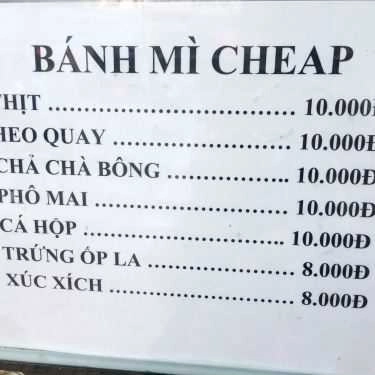 BÁNH MÌ CHEAP
THỊT ........................ 10.000Đ
HEO QUAY ................... 10.000Đ
CHẢ CHÀ BÔNG ............... 10.000Đ
PHÔ MAI .................... 10.000Đ
CÁ HỘP ..................... 10.000Đ
TRỨNG ỐP LA ................ 8.000Đ
XÚC XÍCH ................... 8.000Đ